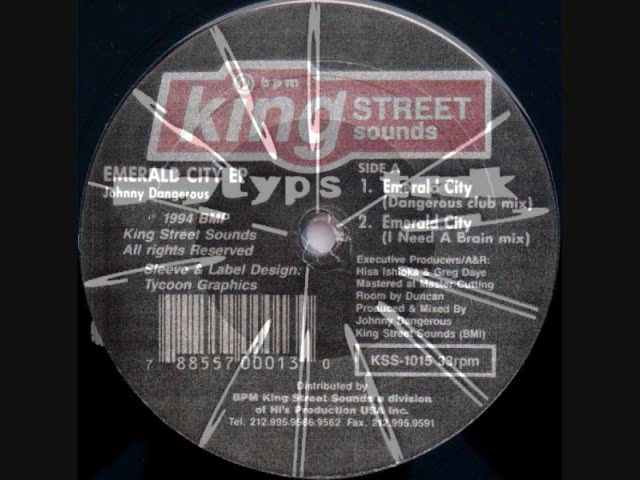 bpm
king STREET
sounds
EMERALD CITY EP
Johnny Dangerous
1994 BMP
King Street Sounds
All rights Reserved
Sleeve & Label Design:
Tycoon Graphics
7 88557 00013 0
SIDE A
1. Emerald City
(Dangerous club mix)
2. Emerald City
(I Need A Brain mix)
Executive Producers/A&R:
Hisa Ishioka & Greg Daye
Mastered at Master Cutting
Room by Duncan
Produced & Mixed By
Johnny Dangerous
King Street Sounds (BMI)
KSS-1015 33rpm
Distributed by
BPM King Street Sounds a division
of Hi's Production USA Inc.
Tel. 212.995.9566.9562 Fax. 212.995.9591